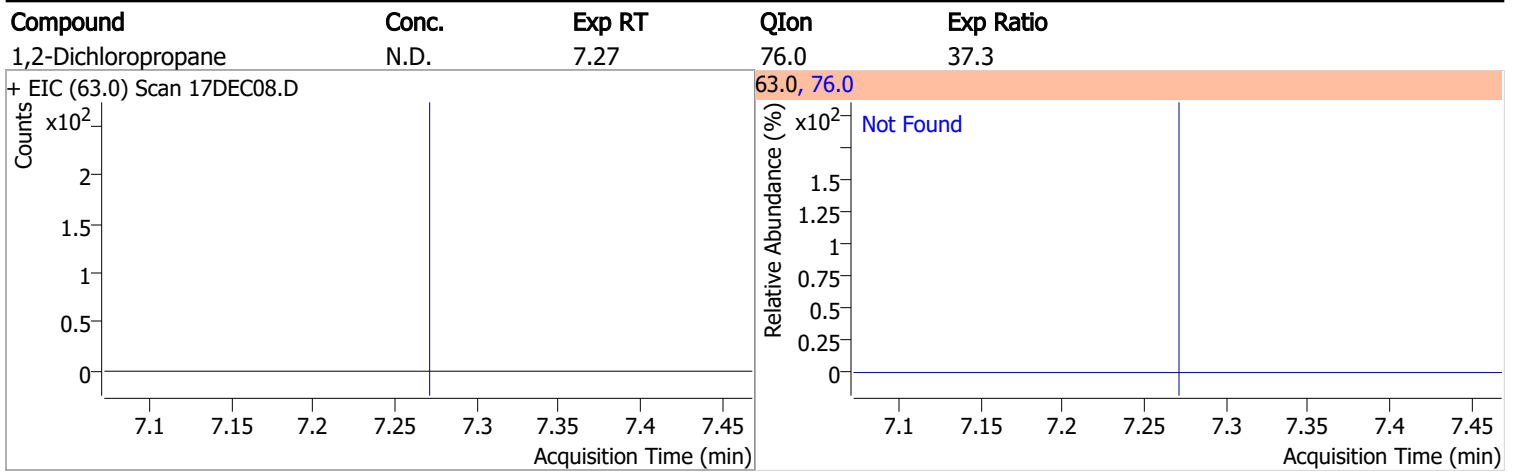 Compound Conc. Exp RT QIon Exp Ratio
1,2-Dichloropropane N.D. 7.27 76.0 37.3
+ EIC (63.0) Scan 17DEC08.D
Counts
x10²
2
1.5
1
0.5
0
7.1 7.15 7.2 7.25 7.3 7.35 7.4 7.45
Acquisition Time (min)
63.0, 76.0
Relative Abundance (%)
x10²
Not Found
1.5
1.25
1
0.75
0.5
0.25
0
7.1 7.15 7.2 7.25 7.3 7.35 7.4 7.45
Acquisition Time (min)